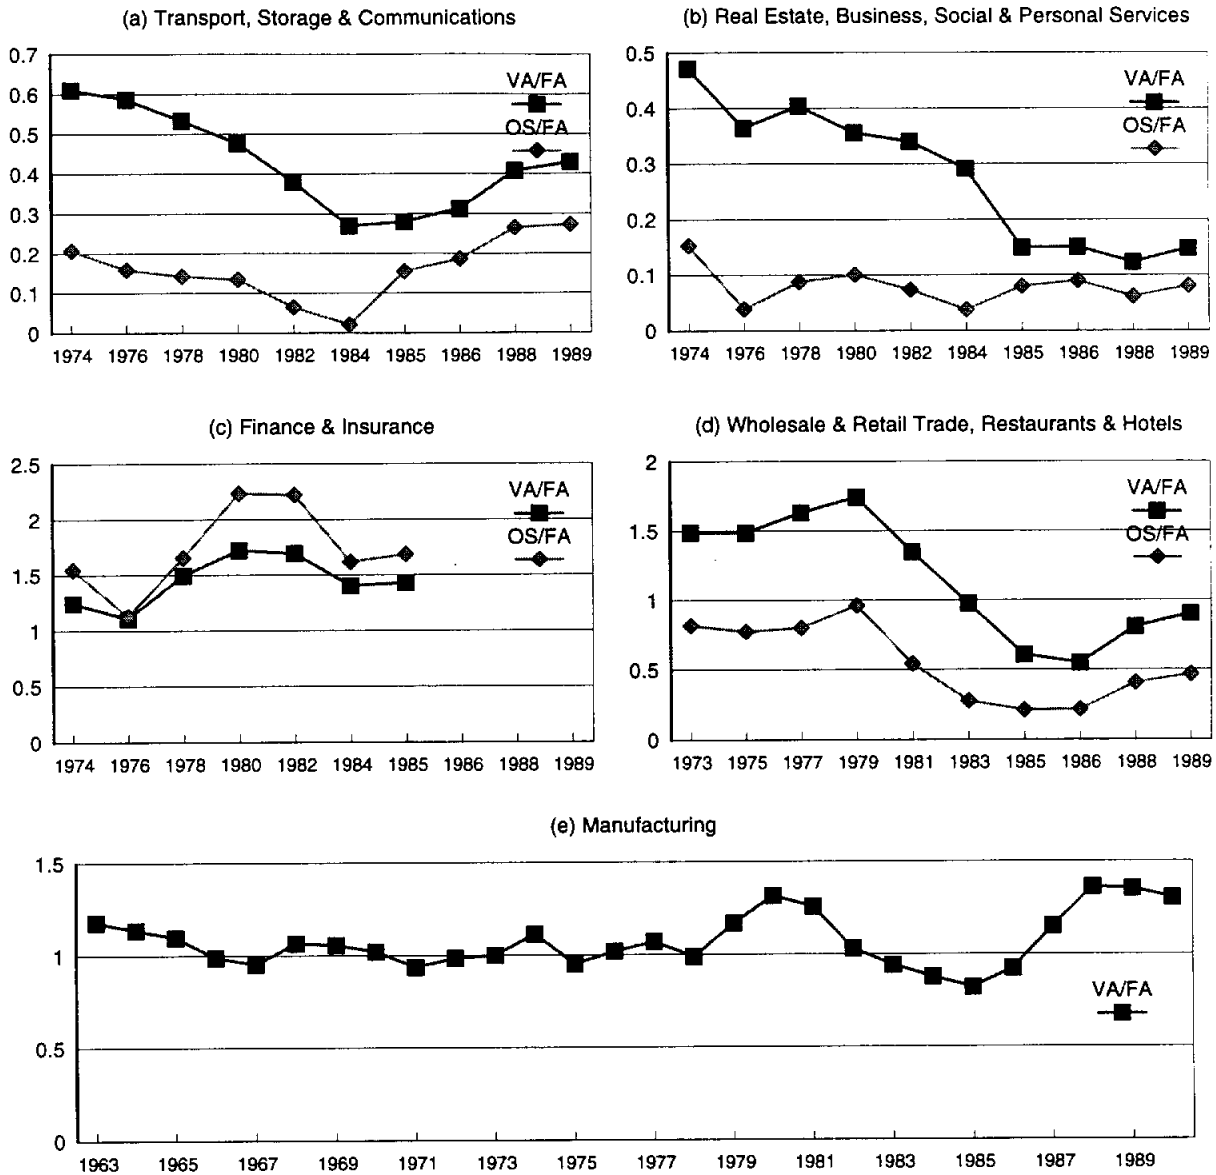 (a) Transport, Storage & Communications
0.7
0.6
0.5
0.4
0.3
0.2
0.1
0
VA/FA
OS/FA
1974 1976 1978 1980 1982 1984 1985 1986 1988 1989
(b) Real Estate, Business, Social & Personal Services
0.5
0.4
0.3
0.2
0.1
0
VA/FA
OS/FA
1974 1976 1978 1980 1982 1984 1985 1986 1988 1989
(c) Finance & Insurance
2.5
2
1.5
1
0.5
0
VA/FA
OS/FA
1974 1976 1978 1980 1982 1984 1985 1986 1988 1989
(d) Wholesale & Retail Trade, Restaurants & Hotels
2
1.5
1
0.5
0
VA/FA
OS/FA
1973 1975 1977 1979 1981 1983 1985 1986 1988 1989
(e) Manufacturing
1.5
1
0.5
0
VA/FA
1963 1965 1967 1969 1971 1973 1975 1977 1979 1981 1983 1985 1987 1989